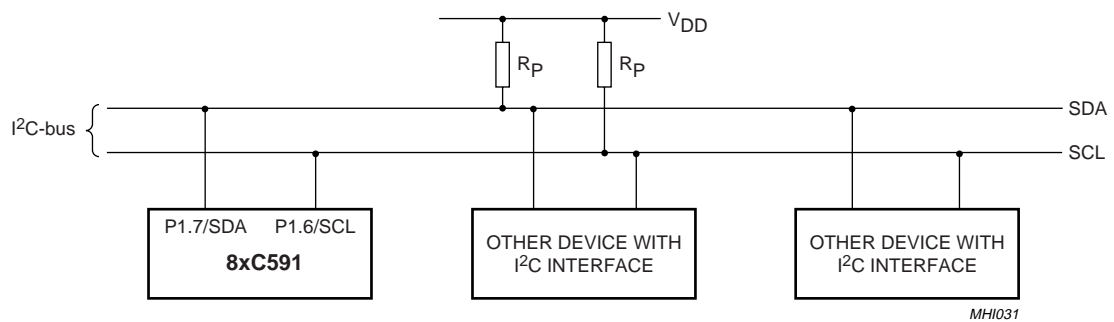 VDD
RP RP
SDA
I²C-bus
SCL
P1.7/SDA P1.6/SCL
8xC591
OTHER DEVICE WITH
I²C INTERFACE
OTHER DEVICE WITH
I²C INTERFACE
MHI031